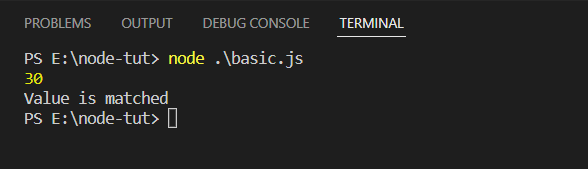 PROBLEMS OUTPUT DEBUG CONSOLE TERMINAL
PS E:\node-tut> node .\basic.js
30
Value is matched
PS E:\node-tut>